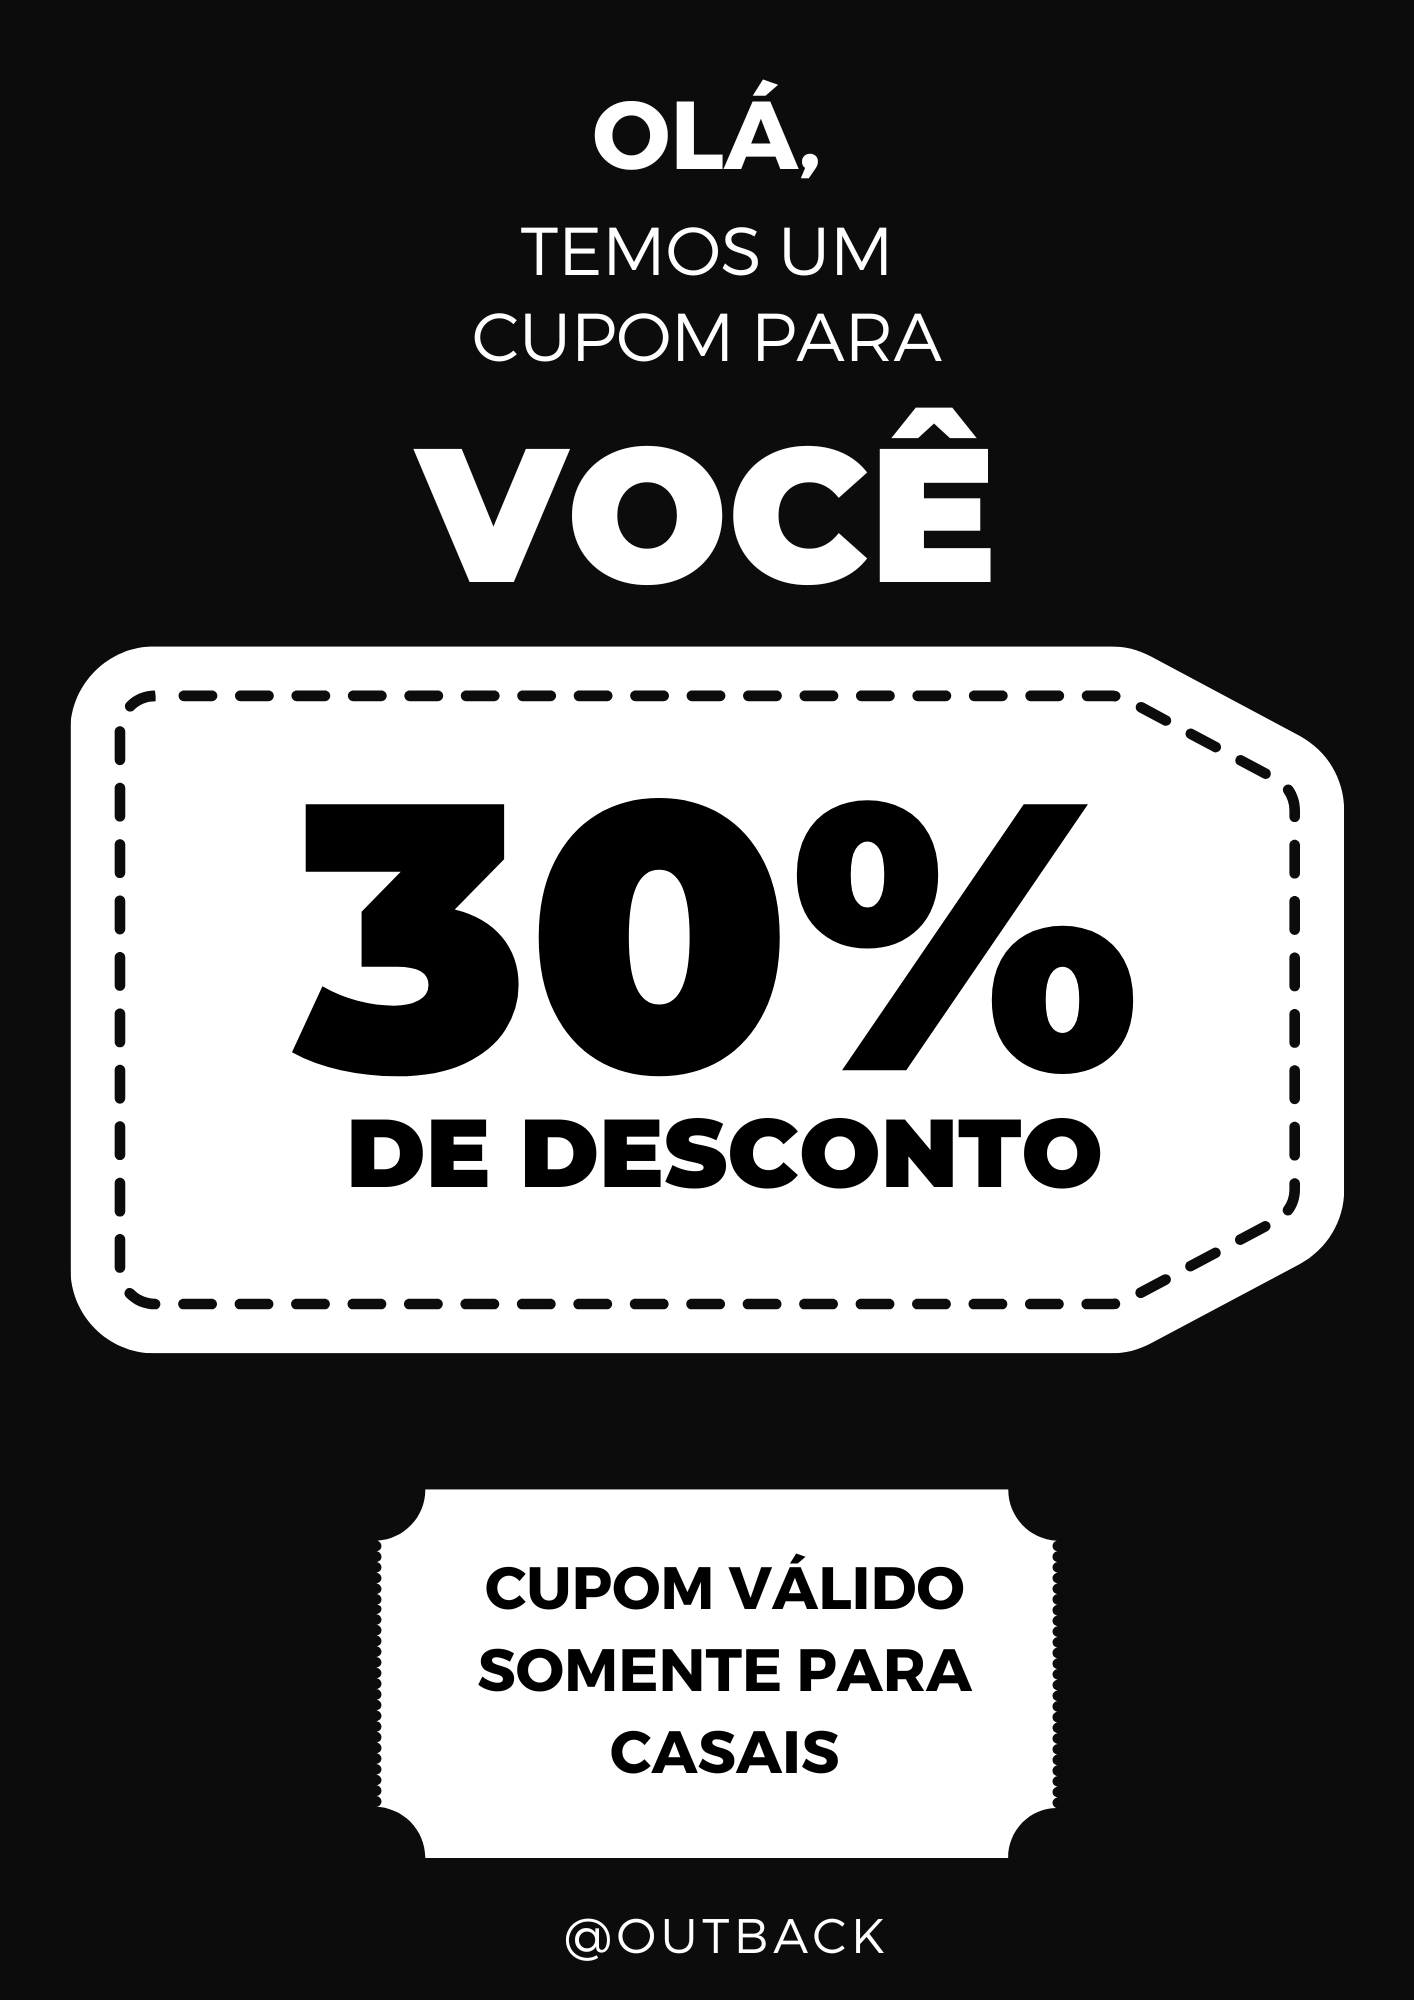 OLÁ,
TEMOS UM
CUPOM PARA
VOCÊ
30%
DE DESCONTO
CUPOM VÁLIDO
SOMENTE PARA
CASAIS
@OUTBACK